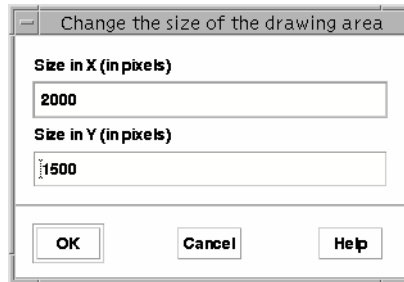 Change the size of the drawing area
Size in X (in pixels)
2000
Size in Y (in pixels)
1500
OK Cancel Help